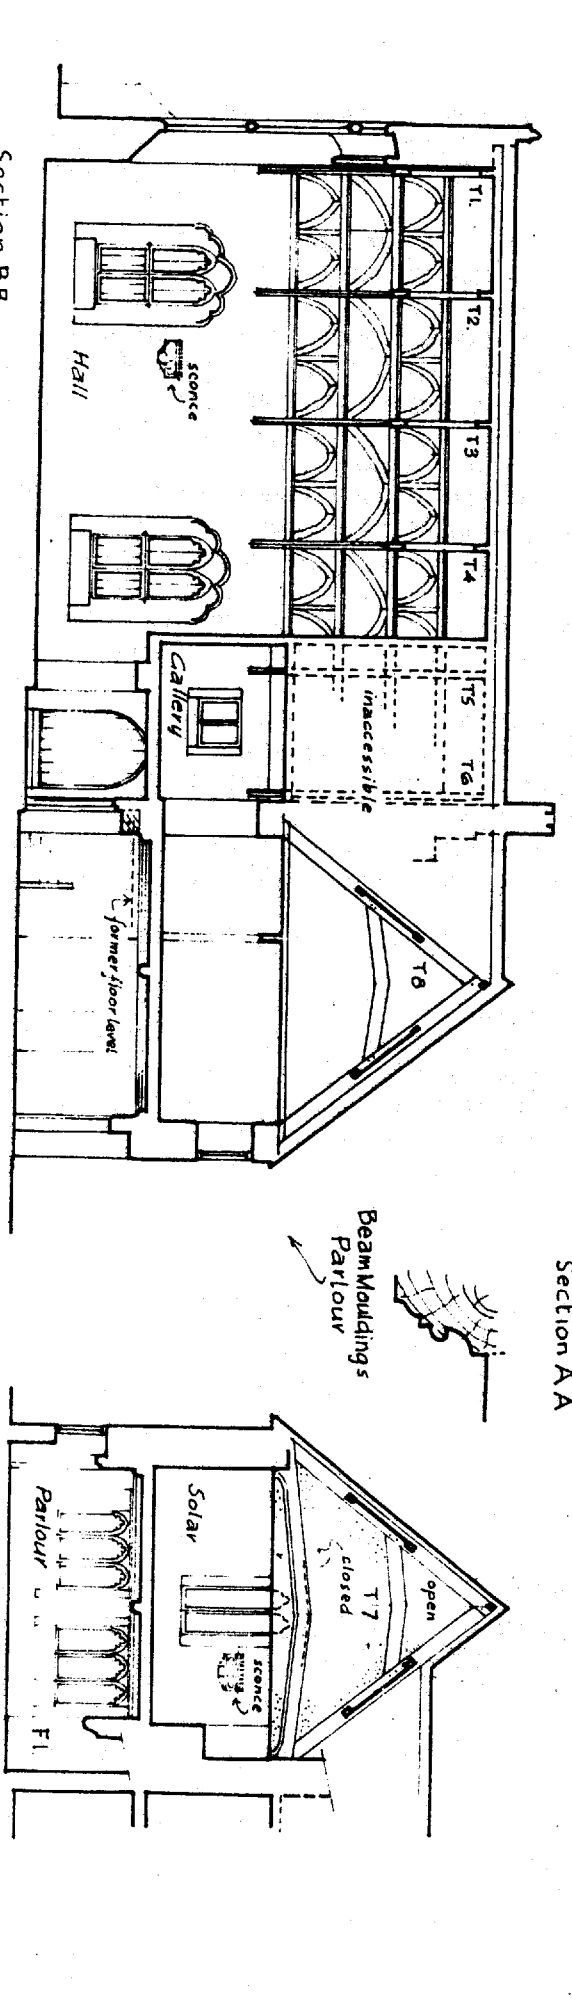 Section B B
Hall
sconce
T1.
T2.
T3
T4
T5
T6
inaccessible
Gallery
former floor level
T8
Beam Mouldings
Parlour
Section A A
open
T7
closed
Solar
sconce
Parlour
F1.